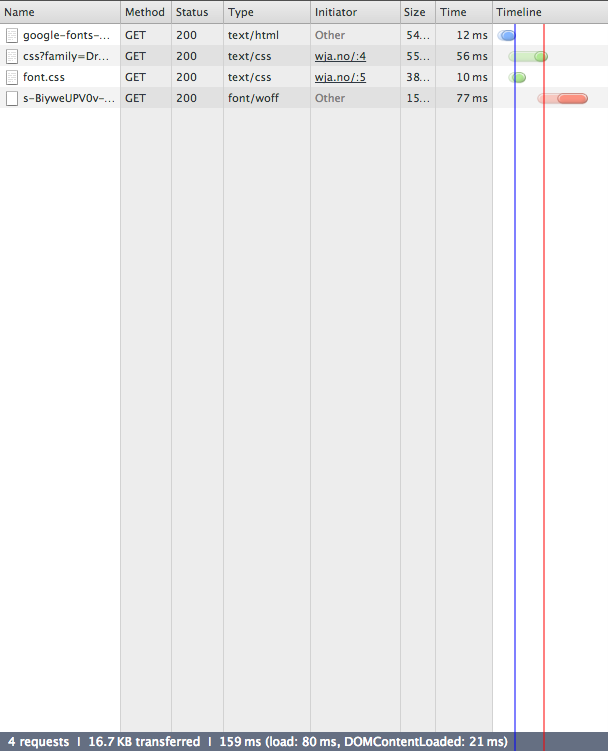 Name Method Status Type Initiator Size Time Timeline
google-fonts-... GET 200 text/html Other 54... 12 ms
css?family=Dr... GET 200 text/css wja.no/:4 55... 56 ms
font.css GET 200 text/css wja.no/:5 38... 10 ms
s-BiyweUPV0v-... GET 200 font/woff Other 15... 77 ms
4 requests | 16.7 KB transferred | 159 ms (load: 80 ms, DOMContentLoaded: 21 ms)